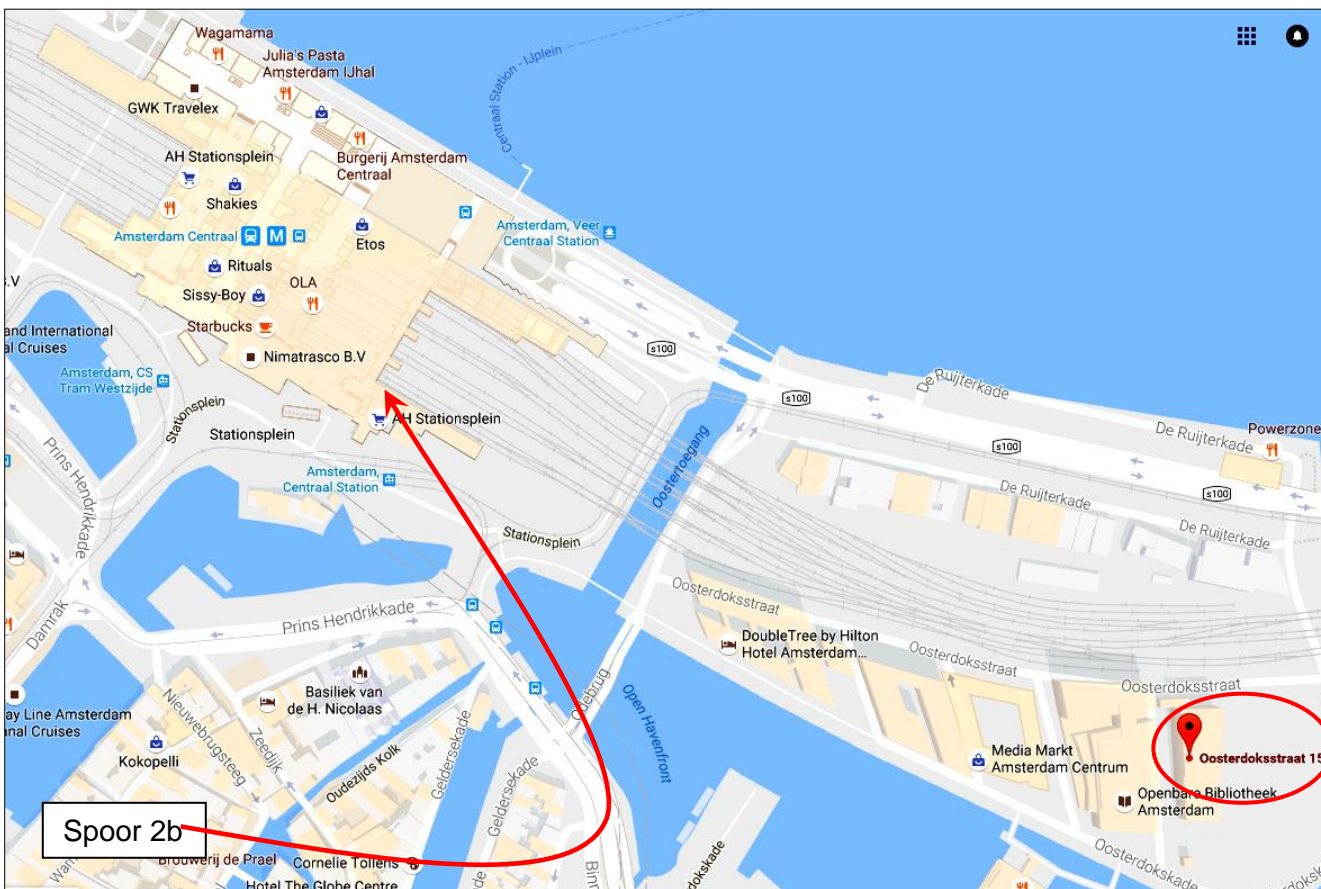 Wagamama
Julia's Pasta
Amsterdam IJhal
GWK Travelex
Centraal Station - IJplein
AH Stationsplein
Burgerij Amsterdam
Centraal
Shakies
Amsterdam Centraal
M
Etos
Amsterdam, Veer
Centraal Station
Rituals
OLA
Sissy-Boy
Starbucks
Nimatrasco B.V
.V
and International
al Cruises
Amsterdam, CS
Tram Westzijde
Stationsplein
Stationsplein
AH Stationsplein
Amsterdam,
Centraal Station
Stationsplein
Prins Hendrikkade
Prins Hendrikkade
Damrak
s100
s100
s100
s100
De Ruijterkade
De Ruijterkade
De Ruijterkade
De Ruijterkade
Powerzone
Oostertoegang
Oosterdoksstraat
Oosterdoksstraat
Oosterdoksstraat
DoubleTree by Hilton
Hotel Amsterdam...
Oosterdoksstraat 15
Media Markt
Amsterdam Centrum
Openbare Bibliotheek
Amsterdam
Oosterdokskade
Odebrug
Open Havenfront
Basiliek van
de H. Nicolaas
ay Line Amsterdam
anal Cruises
Kokopelli
Nieuwebrugsteeg
Zeedijk
Oudezijds Kolk
Geldersekade
Geldersekade
Spoor 2b
Brouwerij de Prael
Cornelie Tollens
Hotel The Globe Centre
Binn
dokskade